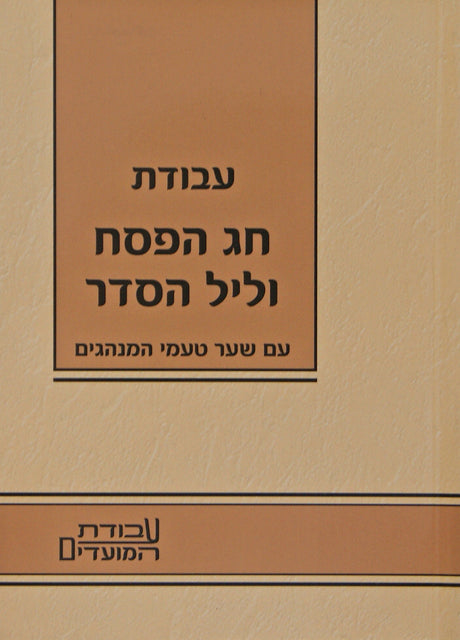 עבודת
חג הפסח
וליל הסדר
עם שער טעמי המנהגים
עבודת
המועדים